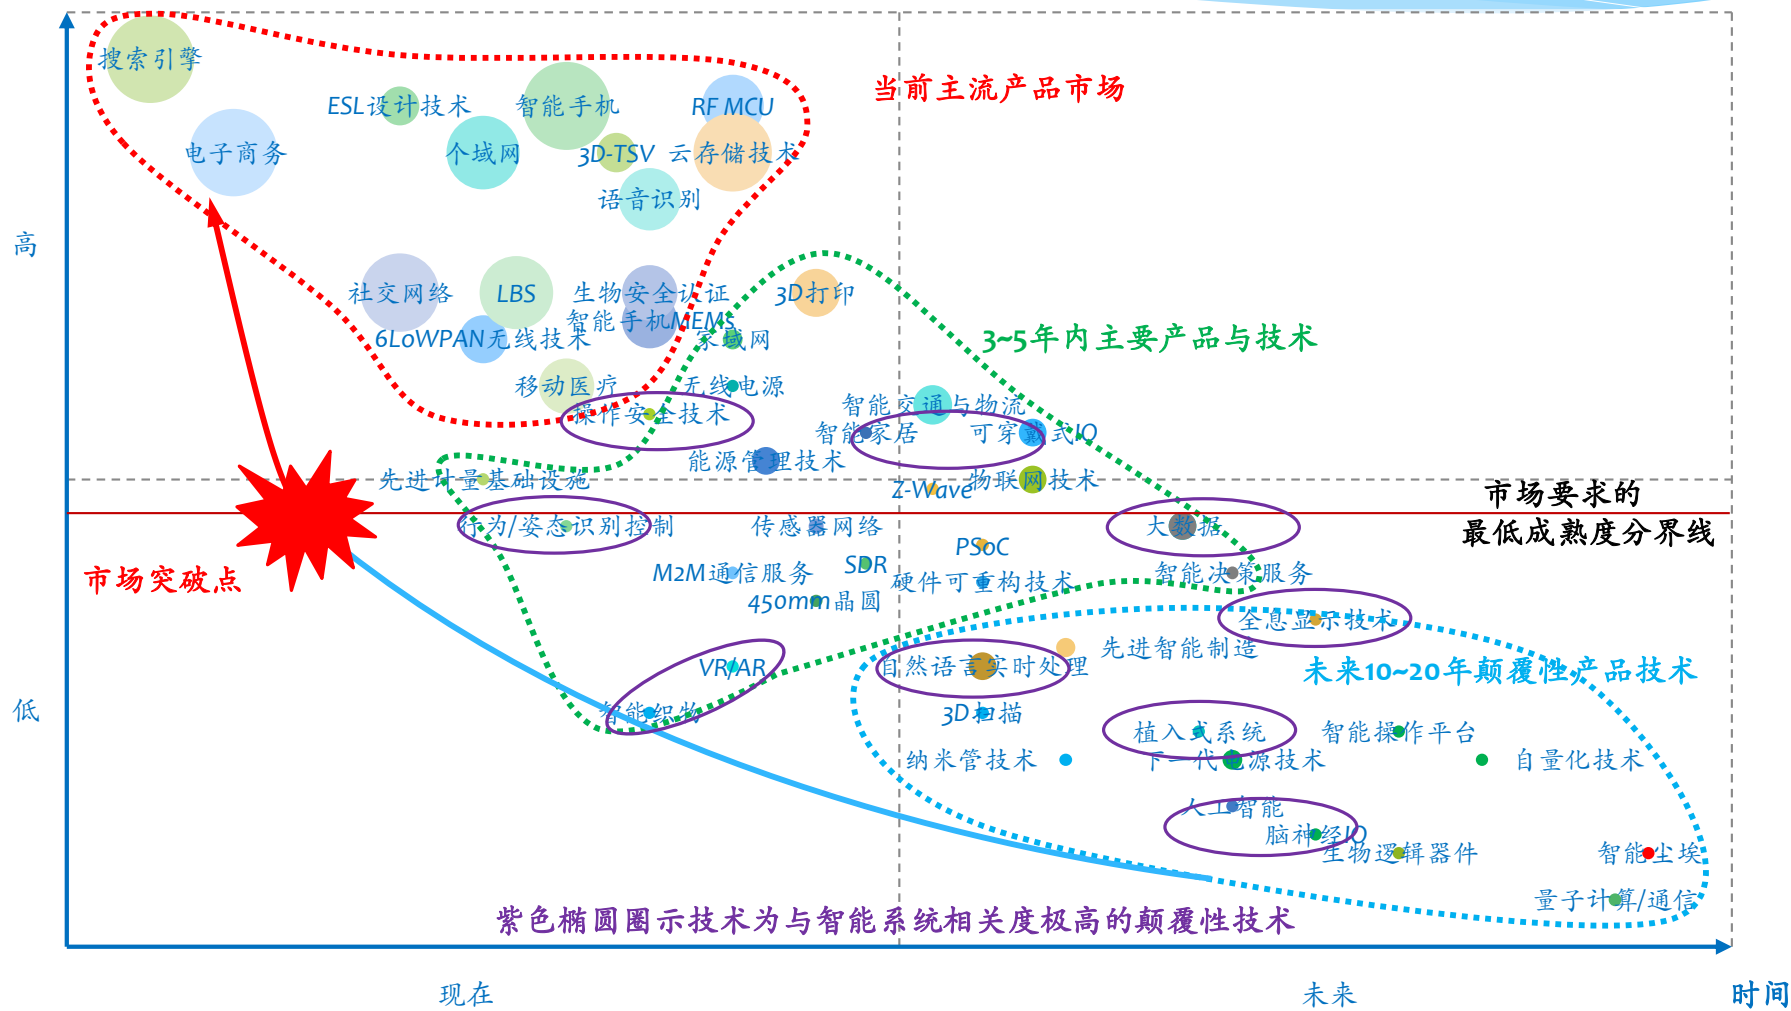 搜索引擎
当前主流产品市场
ESL设计技术
智能手机
RF MCU
电子商务
个域网
3D-TSV
云存储技术
语音识别
高
社交网络
LBS
生物安全认证
3D打印
智能手机MEMs
6LoWPAN无线技术
家域网
3~5年内主要产品与技术
移动医疗
无线电源
操作安全技术
智能交通与物流
智能家居
可穿戴式IO
能源管理技术
先进计量基础设施
Z-Wave
物联网技术
市场要求的
最低成熟度分界线
行为/姿态识别控制
传感器网络
大数据
PSoC
市场突破点
M2M通信服务
SDR
硬件可重构技术
智能决策服务
450mm晶圆
全息显示技术
先进智能制造
VR/AR
自然语言实时处理
未来10~20年颠覆性产品技术
低
智能织物
3D扫描
植入式系统
智能操作平台
纳米管技术
下一代电源技术
自量化技术
人工智能
脑神经IO
生物逻辑器件
智能尘埃
量子计算/通信
紫色椭圆圈示技术为与智能系统相关度极高的颠覆性技术
现在
未来
时间